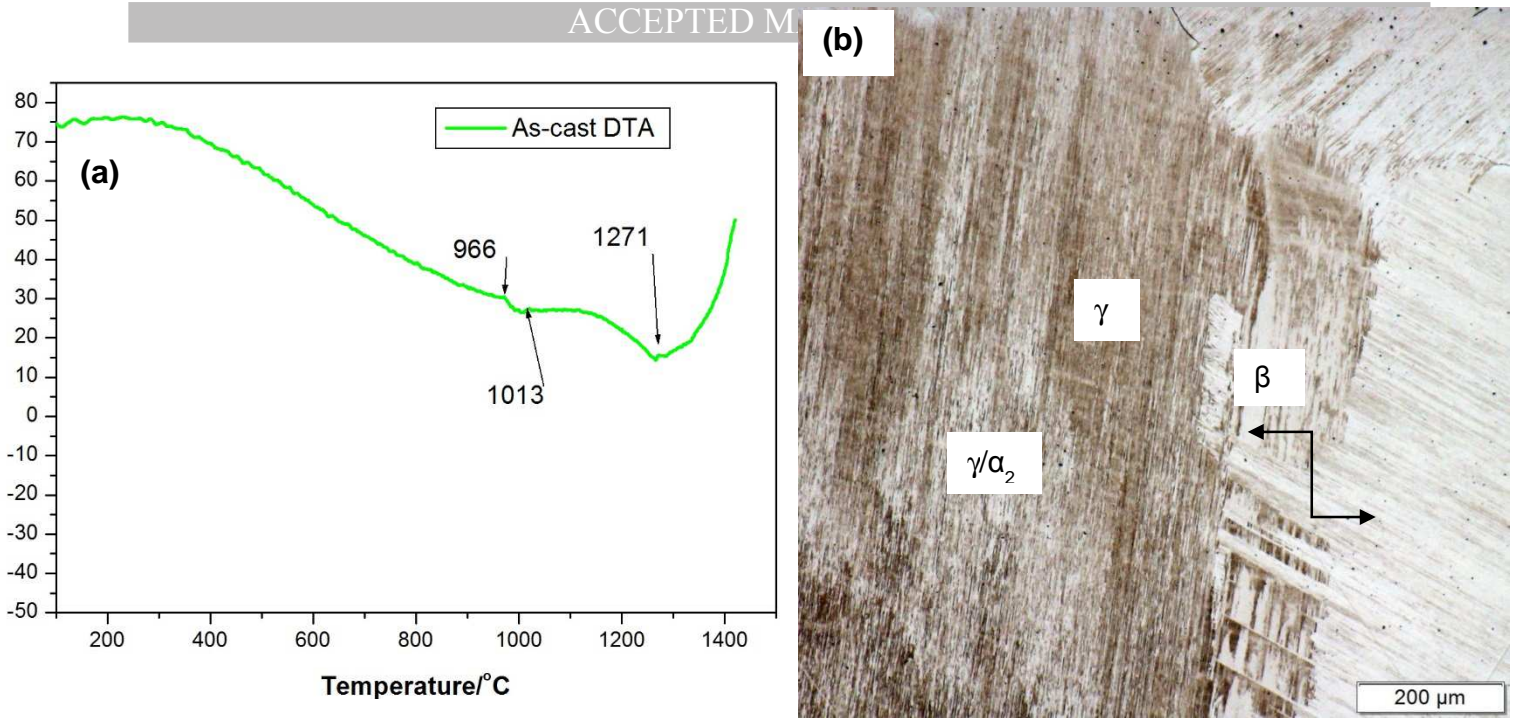 ACCEPTED M
(a)
As-cast DTA
966
1013
1271
80
70
60
50
40
30
20
10
0
-10
-20
-30
-40
-50
200 400 600 800 1000 1200 1400
Temperature/°C
(b)
γ
β
γ/α₂
200 µm